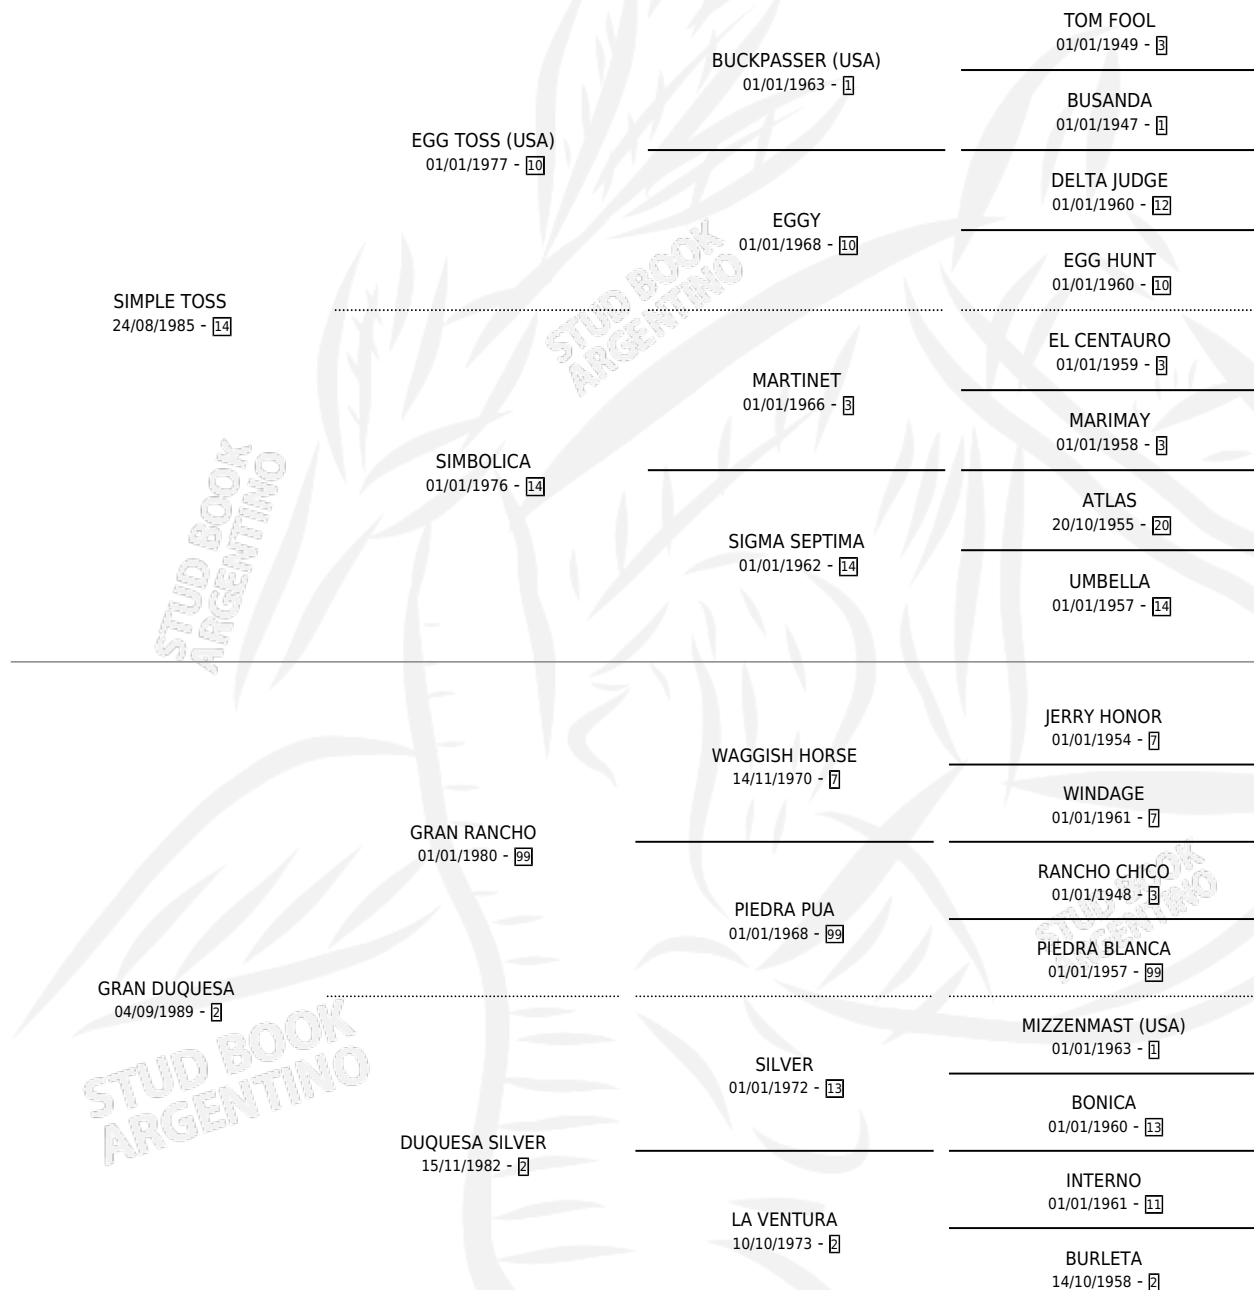 TOM FOOL
01/01/1949 - 3
BUCKPASSER (USA)
01/01/1963 - 1
BUSANDA
01/01/1947 - 1
EGG TOSS (USA)
01/01/1977 - 10
DELTA JUDGE
01/01/1960 - 12
EGGY
01/01/1968 - 10
EGG HUNT
01/01/1960 - 10
SIMPLE TOSS
24/08/1985 - 14
EL CENTAURO
01/01/1959 - 3
MARTINET
01/01/1966 - 3
MARIMAY
01/01/1958 - 3
SIMBOLICA
01/01/1976 - 14
ATLAS
20/10/1955 - 20
SIGMA SEPTIMA
01/01/1962 - 14
UMBELLA
01/01/1957 - 14
JERRY HONOR
01/01/1954 - 7
WAGGISH HORSE
14/11/1970 - 7
WINDAGE
01/01/1961 - 7
GRAN RANCHO
01/01/1980 - 99
RANCHO CHICO
01/01/1948 - 3
PIEDRA PUA
01/01/1968 - 99
PIEDRA BLANCA
01/01/1957 - 99
GRAN DUQUESA
04/09/1989 - 2
MIZZENMAST (USA)
01/01/1963 - 1
SILVER
01/01/1972 - 13
BONICA
01/01/1960 - 13
DUQUESA SILVER
15/11/1982 - 2
INTERNO
01/01/1961 - 11
LA VENTURA
10/10/1973 - 2
BURLETA
14/10/1958 - 2
STUD BOOK
ARGENTINO
STUD BOOK
ARGENTINO
STUD BOOK
ARGENTINO
STUD BOOK
ARGENTINO